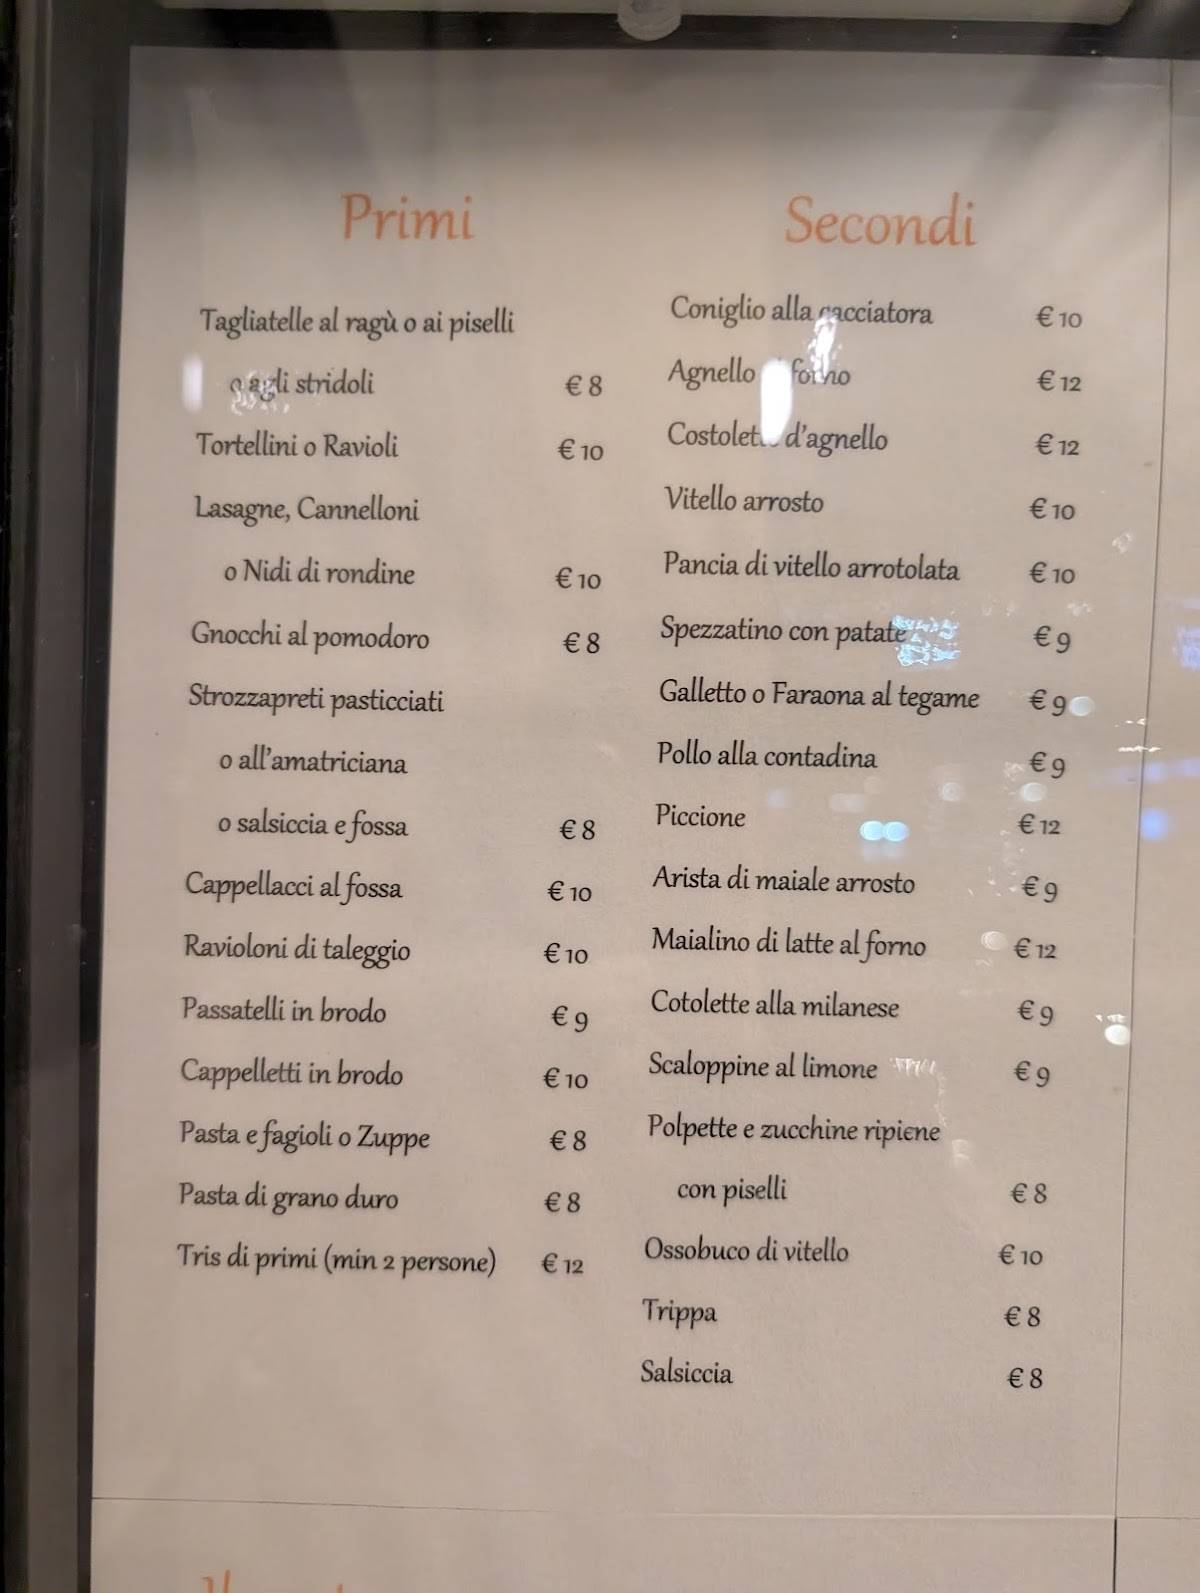 Primi
Tagliatelle al ragù o ai piselli
o agli stridoli € 8
Tortellini o Ravioli € 10
Lasagne, Cannelloni
o Nidi di rondine € 10
Gnocchi al pomodoro € 8
Strozzapreti pasticciati
o all'amatriciana
o salsiccia e fossa € 8
Cappellacci al fossa € 10
Ravioloni di taleggio € 10
Passatelli in brodo € 9
Cappelletti in brodo € 10
Pasta e fagioli o Zuppe € 8
Pasta di grano duro € 8
Tris di primi (min 2 persone) € 12
Secondi
Coniglio alla cacciatora € 10
Agnello forno € 12
Costolette d'agnello € 12
Vitello arrosto € 10
Pancia di vitello arrotolata € 10
Spezzatino con patate € 9
Galletto o Faraona al tegame € 9
Pollo alla contadina € 9
Piccione € 12
Arista di maiale arrosto € 9
Maialino di latte al forno € 12
Cotolette alla milanese € 9
Scaloppine al limone € 9
Polpette e zucchine ripiene
con piselli € 8
Ossobuco di vitello € 10
Trippa € 8
Salsiccia € 8